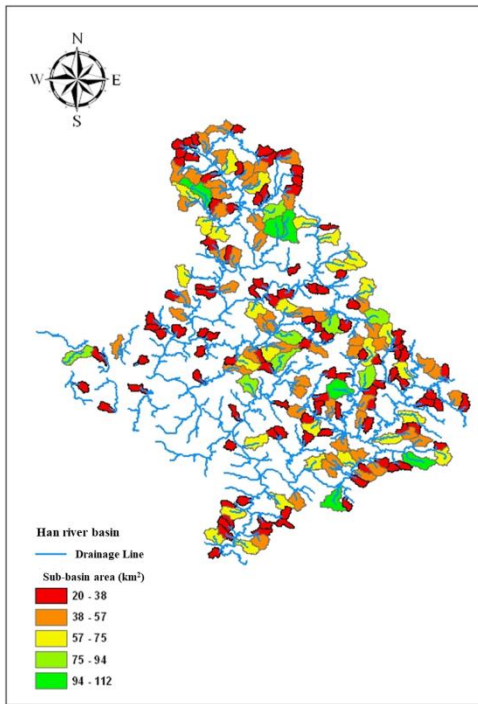 N
W E
S
Han river basin
Drainage Line
Sub-basin area (km²)
20 - 38
38 - 57
57 - 75
75 - 94
94 - 112